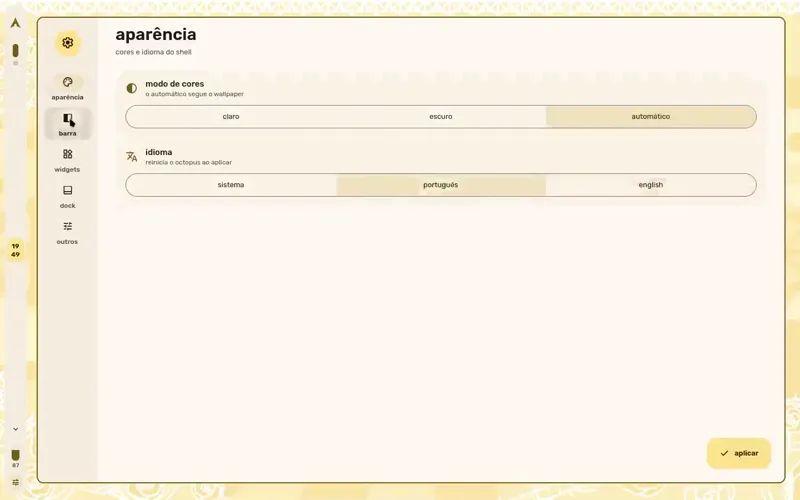 aparência
cores e idioma do shell
modo de cores
o automático segue o wallpaper
claro
escuro
automático
idioma
reinicia o octopus ao aplicar
sistema
português
english
aparência
barra
widgets
dock
outros
19
49
87
aplicar